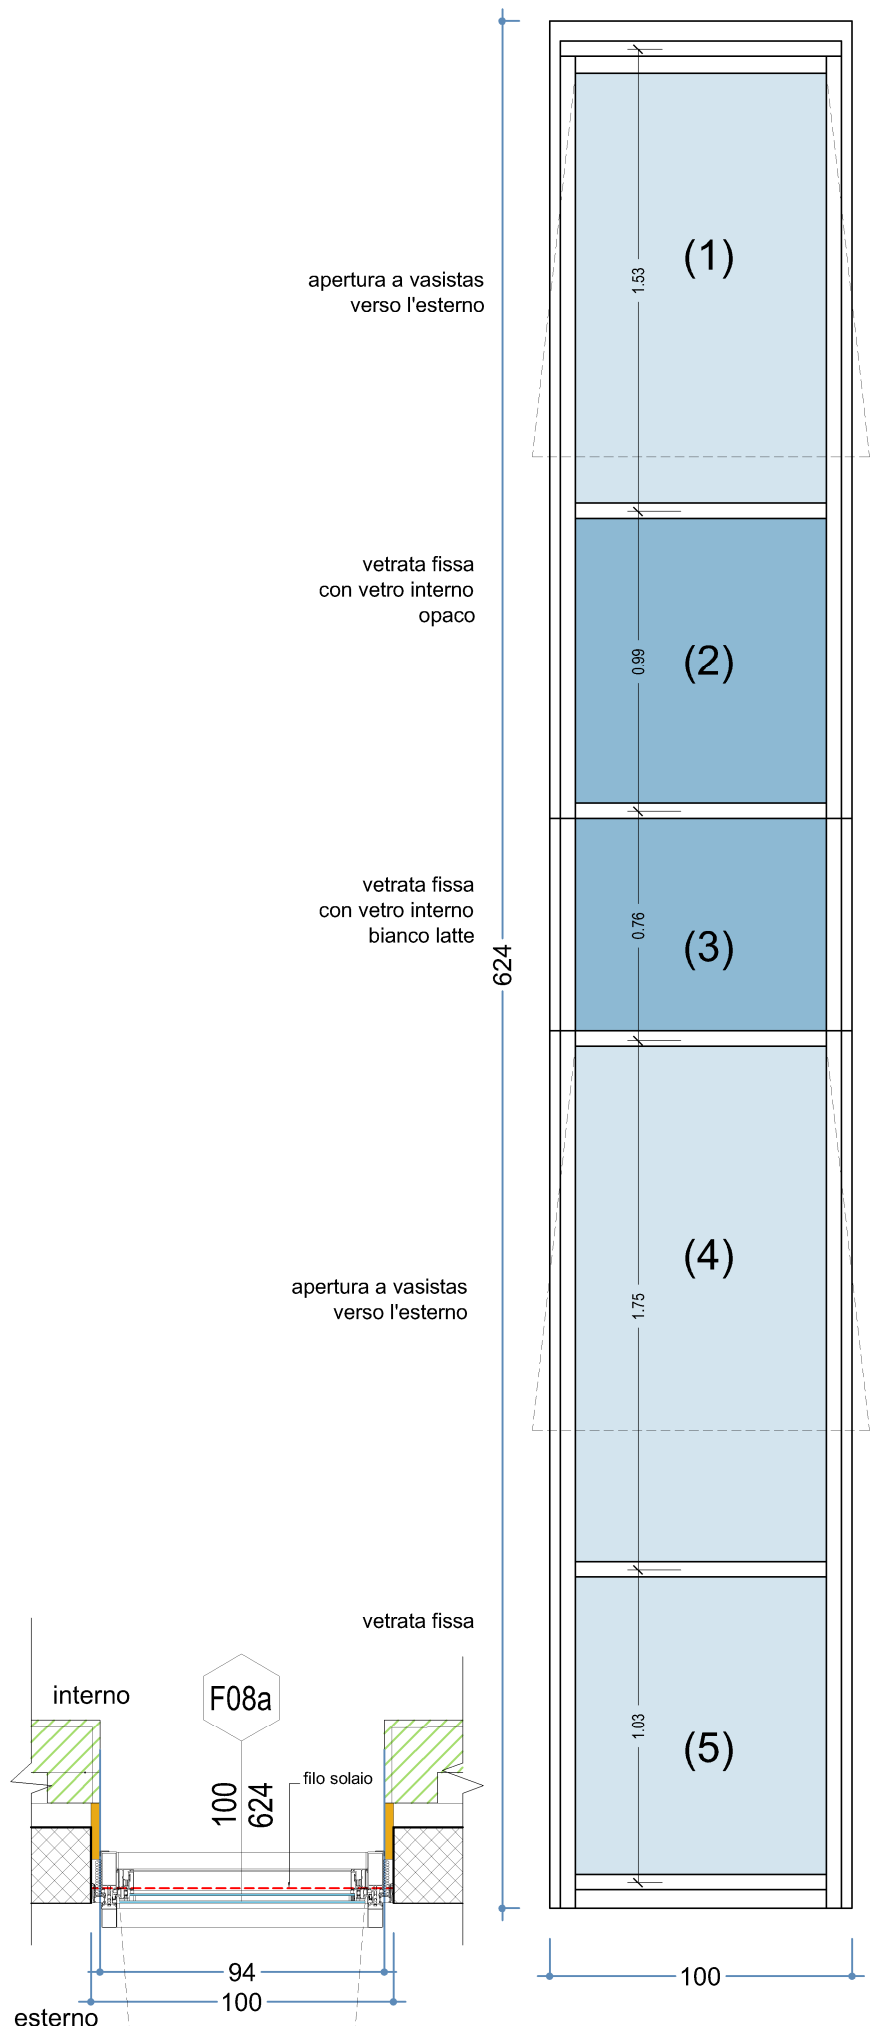 (1)
1.53
apertura a vasistas
verso l'esterno
vetrata fissa
con vetro interno
opaco
0.99
(2)
vetrata fissa
con vetro interno
bianco latte
0.76
(3)
624
(4)
apertura a vasistas
verso l'esterno
1.75
vetrata fissa
interno
F08a
1.03
(5)
filo solaio
100
624
94
100
100
esterno